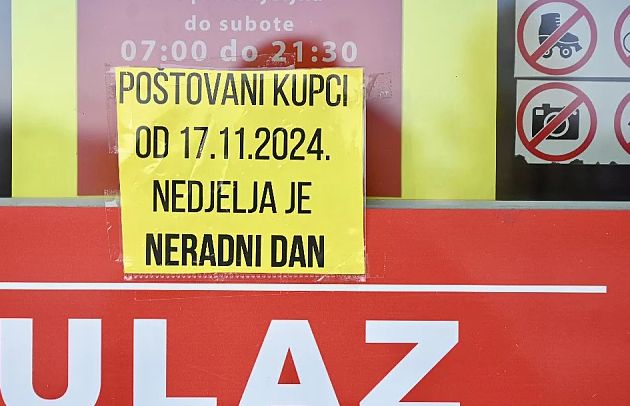 do subote
07:00 do 21:30
POŠTOVANI KUPCI
OD 17.11.2024.
NEDJELJA JE
NERADNI DAN
ULAZ